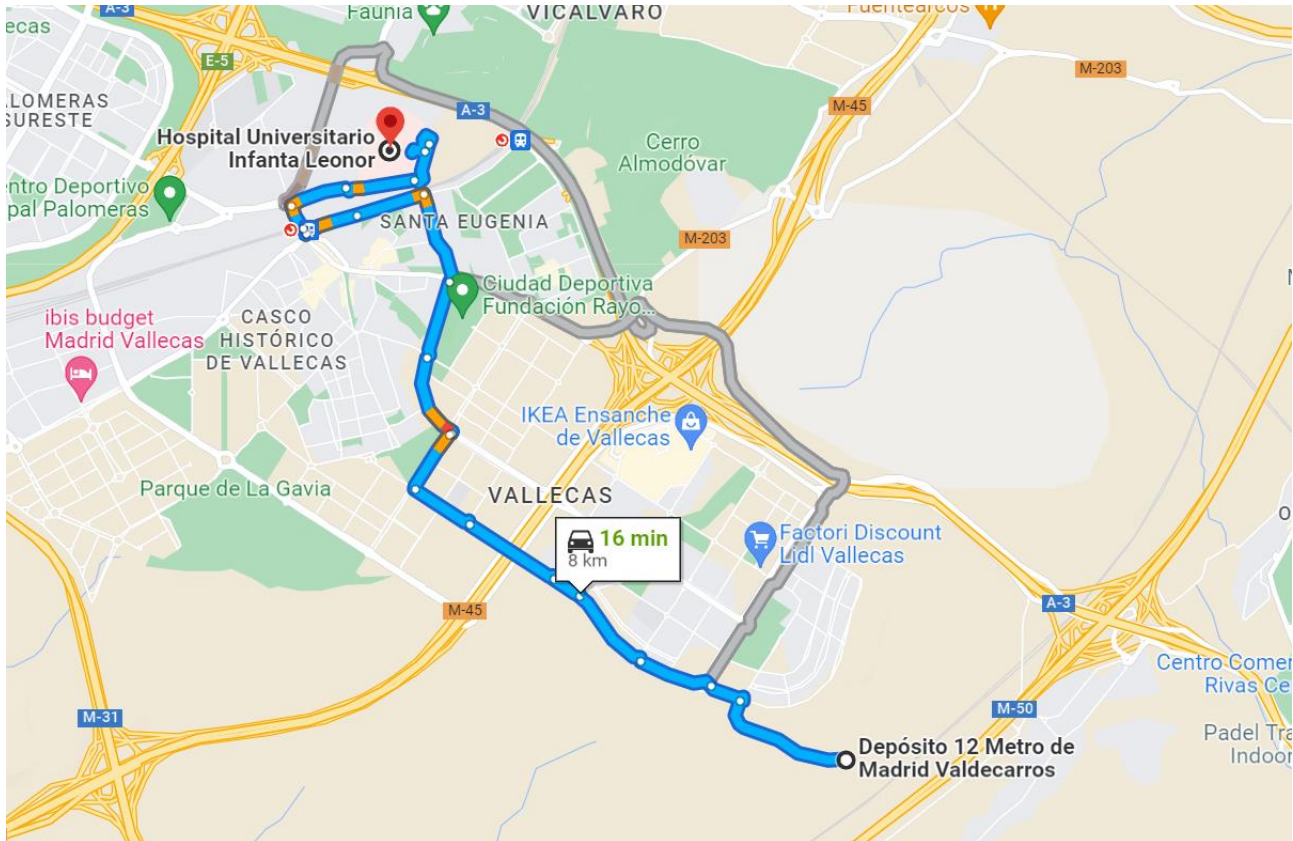 A-3
Faunia
VICÁLVARO
Fuentearcos
ecas
E-5
M-203
ALOMERAS
SURESTE
A-3
M-45
Hospital Universitario
Infanta Leonor
Cerro
Almodóvar
entro Deportivo
pal Palomeras
SANTA EUGENIA
M-203
Ciudad Deportiva
Fundación Rayo...
ibis budget
Madrid Vallecas
CASCO
HISTÓRICO
DE VALLECAS
IKEA Ensanche
de Vallecas
Parque de La Gavia
VALLECAS
16 min
8 km
Factori Discount
Lidl Vallecas
M-45
A-3
Centro Comer
Rivas Ce
M-31
M-50
Depósito 12 Metro de
Madrid Valdecarros
Padel Tra
Indoor